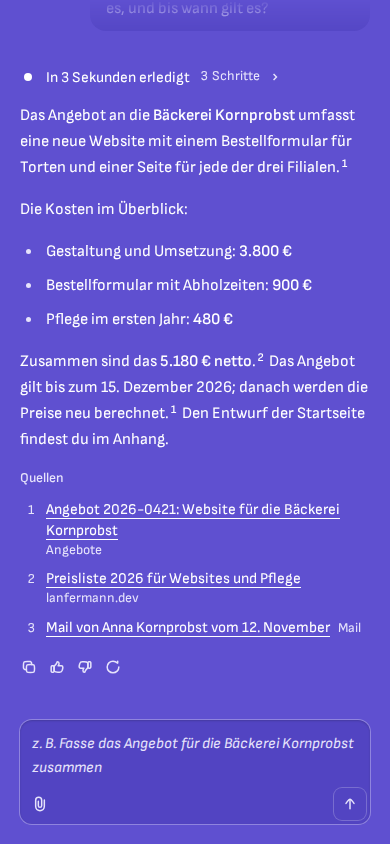 es, und bis wann gilt es?
In 3 Sekunden erledigt 3 Schritte
Das Angebot an die Bäckerei Kornprobst umfasst
eine neue Website mit einem Bestellformular für
Torten und einer Seite für jede der drei Filialen.1
Die Kosten im Überblick:
• Gestaltung und Umsetzung: 3.800 €
• Bestellformular mit Abholzeiten: 900 €
• Pflege im ersten Jahr: 480 €
Zusammen sind das 5.180 € netto.2 Das Angebot
gilt bis zum 15. Dezember 2026; danach werden die
Preise neu berechnet.1 Den Entwurf der Startseite
findest du im Anhang.
Quellen
1 Angebot 2026-0421: Website für die Bäckerei
Kornprobst
Angebote
2 Preisliste 2026 für Websites und Pflege
lanfermann.dev
3 Mail von Anna Kornprobst vom 12. November Mail
z. B. Fasse das Angebot für die Bäckerei Kornprobst
zusammen